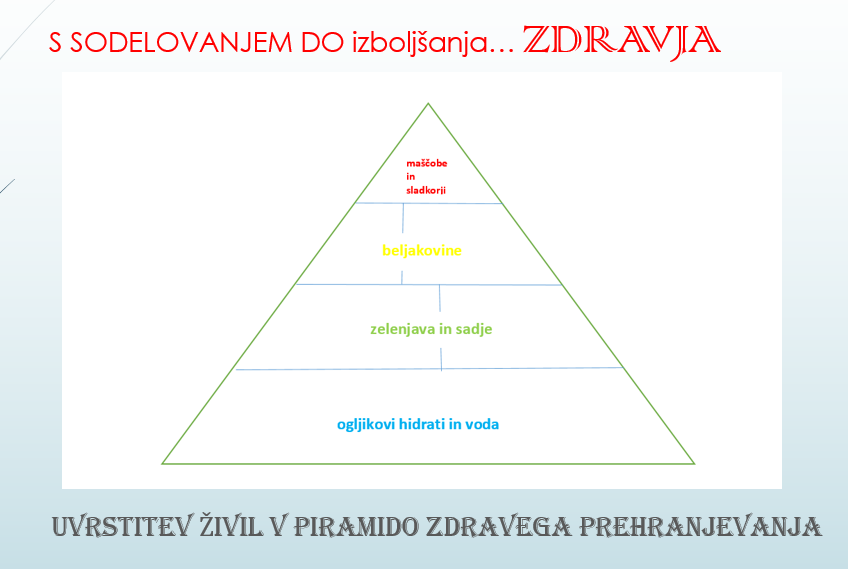 S SODELOVANJEM DO izboljšanja... ZDRAVJA
maščobe
in
sladkorji
beljakovine
zelenjava in sadje
ogljikovi hidrati in voda
UVRSTITEV ŽIVIL V PIRAMIDO ZDRAVEGA PREHRANJEVANJA